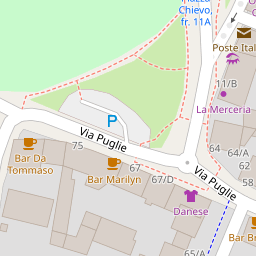 Chievo,
fr. 11A
Poste Ital
11/B
La Merceria
P
Via Puglie
75
Bar Da
Tommaso
67
Bar Marilyn
67/D
64
64/A
62
60
Via Puglie
Danese
58
65/A
Bar B